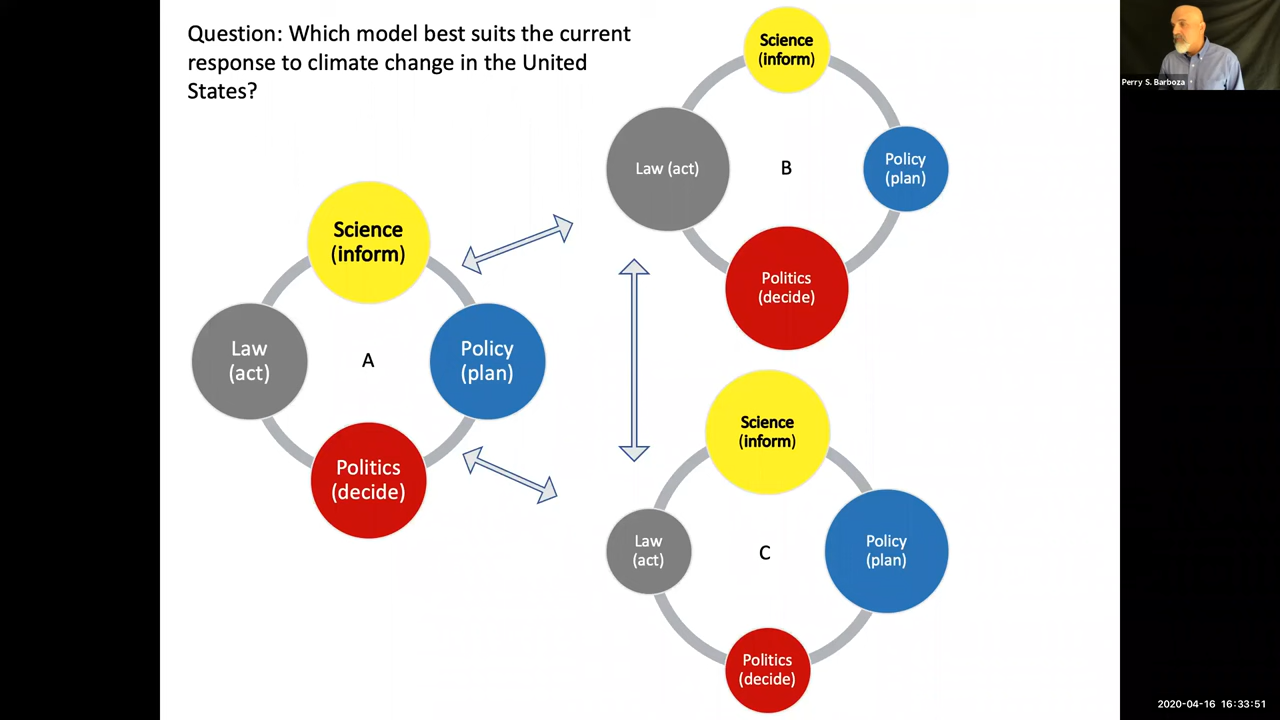 Question: Which model best suits the current
response to climate change in the United
States?
Science
(inform)
Law
(act)
A
Policy
(plan)
Politics
(decide)
Science
(inform)
Law (act)
B
Policy
(plan)
Politics
(decide)
Science
(inform)
Law
(act)
C
Policy
(plan)
Politics
(decide)
Perry S. Barboza
2020-04-16 16:33:51